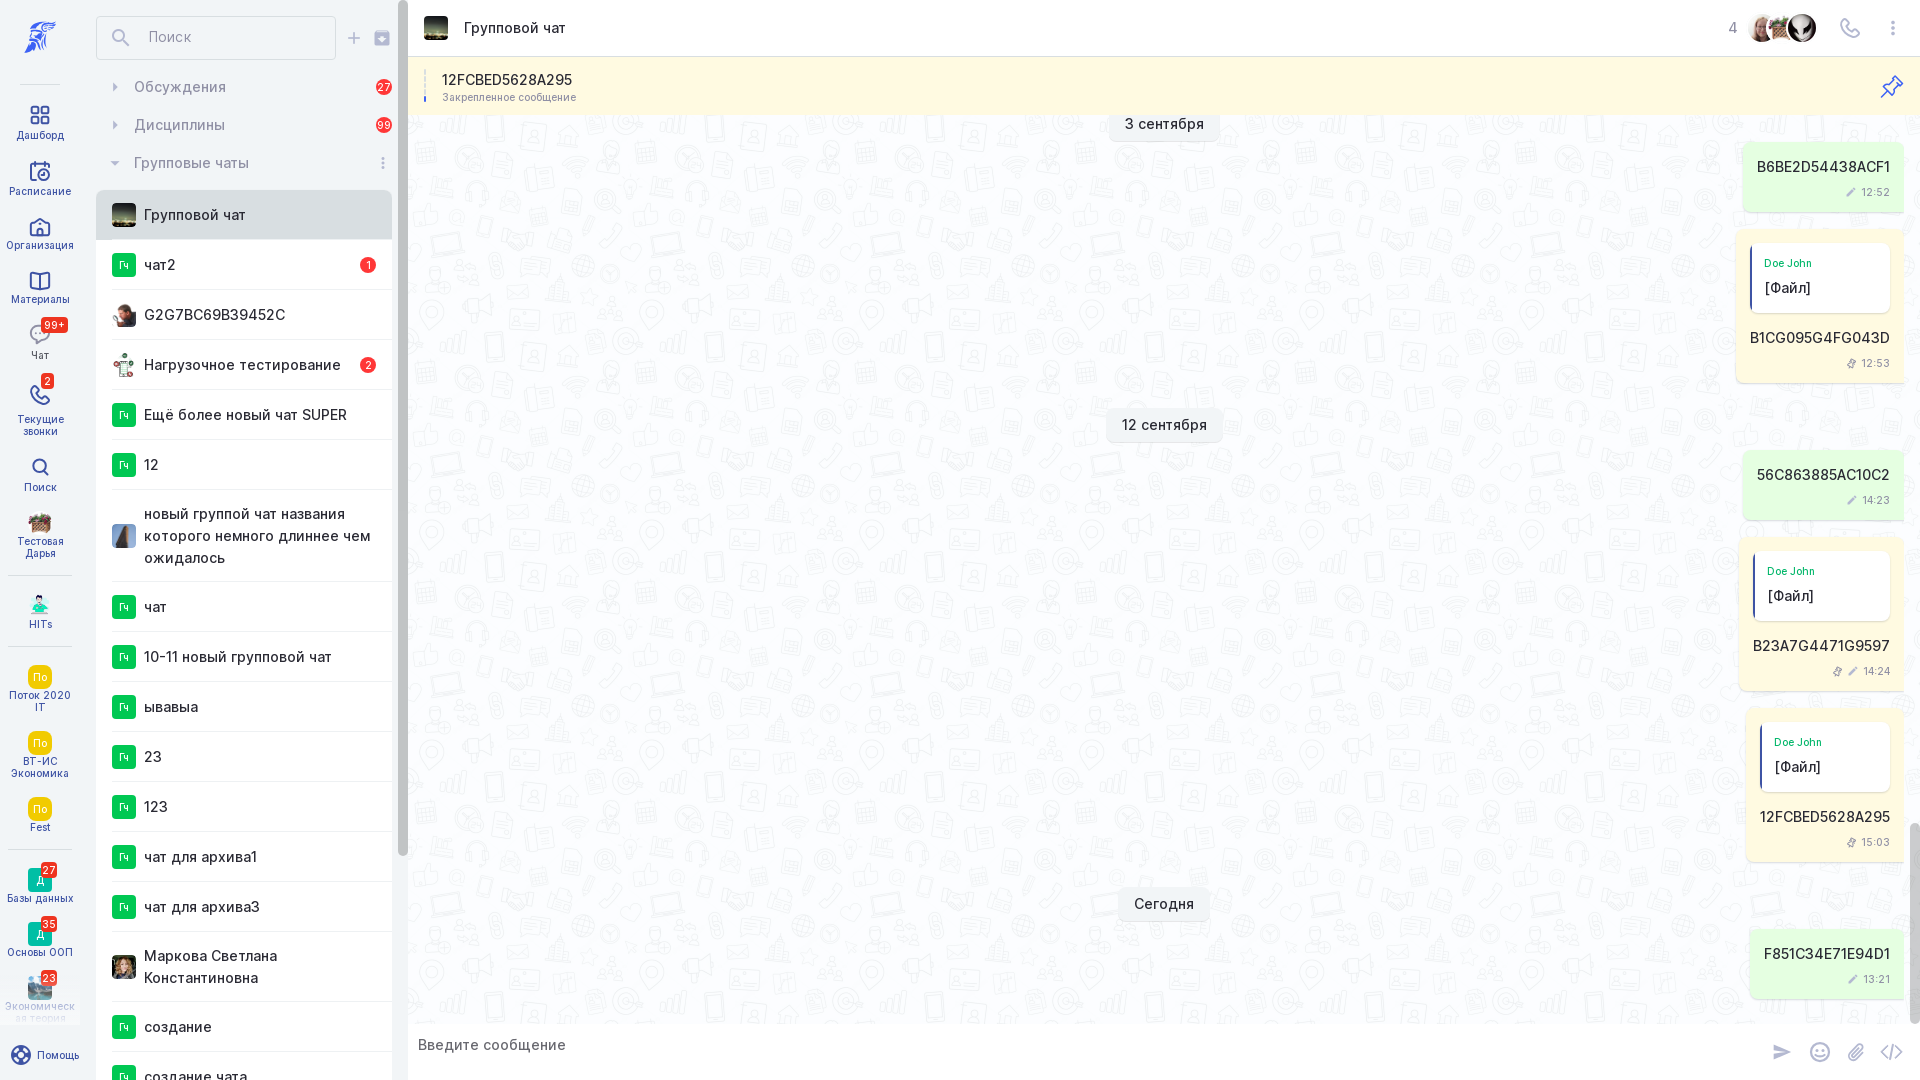 Дашборд
Расписание
Организация
Материалы
99+
Чат
2
Текущие
звонки
Поиск
Тестовая
Дарья
HITs
По
Поток 2020
IT
По
ВТ-ИС
Экономика
По
Fest
27
Д
Базы данных
35
Д
Основы ООП
23
Экономическ
ая теория
Помощь
Поиск
Обсуждения
27
Дисциплины
99
Групповые чаты
Групповой чат
Гч
чат2
1
G2G7BC69B39452C
Нагрузочное тестирование
2
Гч
Ещё более новый чат SUPER
Гч
12
новый группой чат названия
которого немного длиннее чем
ожидалось
Гч
чат
Гч
10-11 новый групповой чат
Гч
ывавыа
Гч
23
Гч
123
Гч
чат для архива1
Гч
чат для архива3
Маркова Светлана
Константиновна
Гч
создание
Гч
создание чата
Групповой чат
4
12FCBED5628A295
Закрепленное сообщение
3 сентября
B6BE2D54438ACF1
12:52
Doe John
[Файл]
B1CG095G4FG043D
12:53
12 сентября
56C863885AC10C2
14:23
Doe John
[Файл]
B23A7G4471G9597
14:24
Doe John
[Файл]
12FCBED5628A295
15:03
Сегодня
F851C34E71E94D1
13:21
Введите сообщение